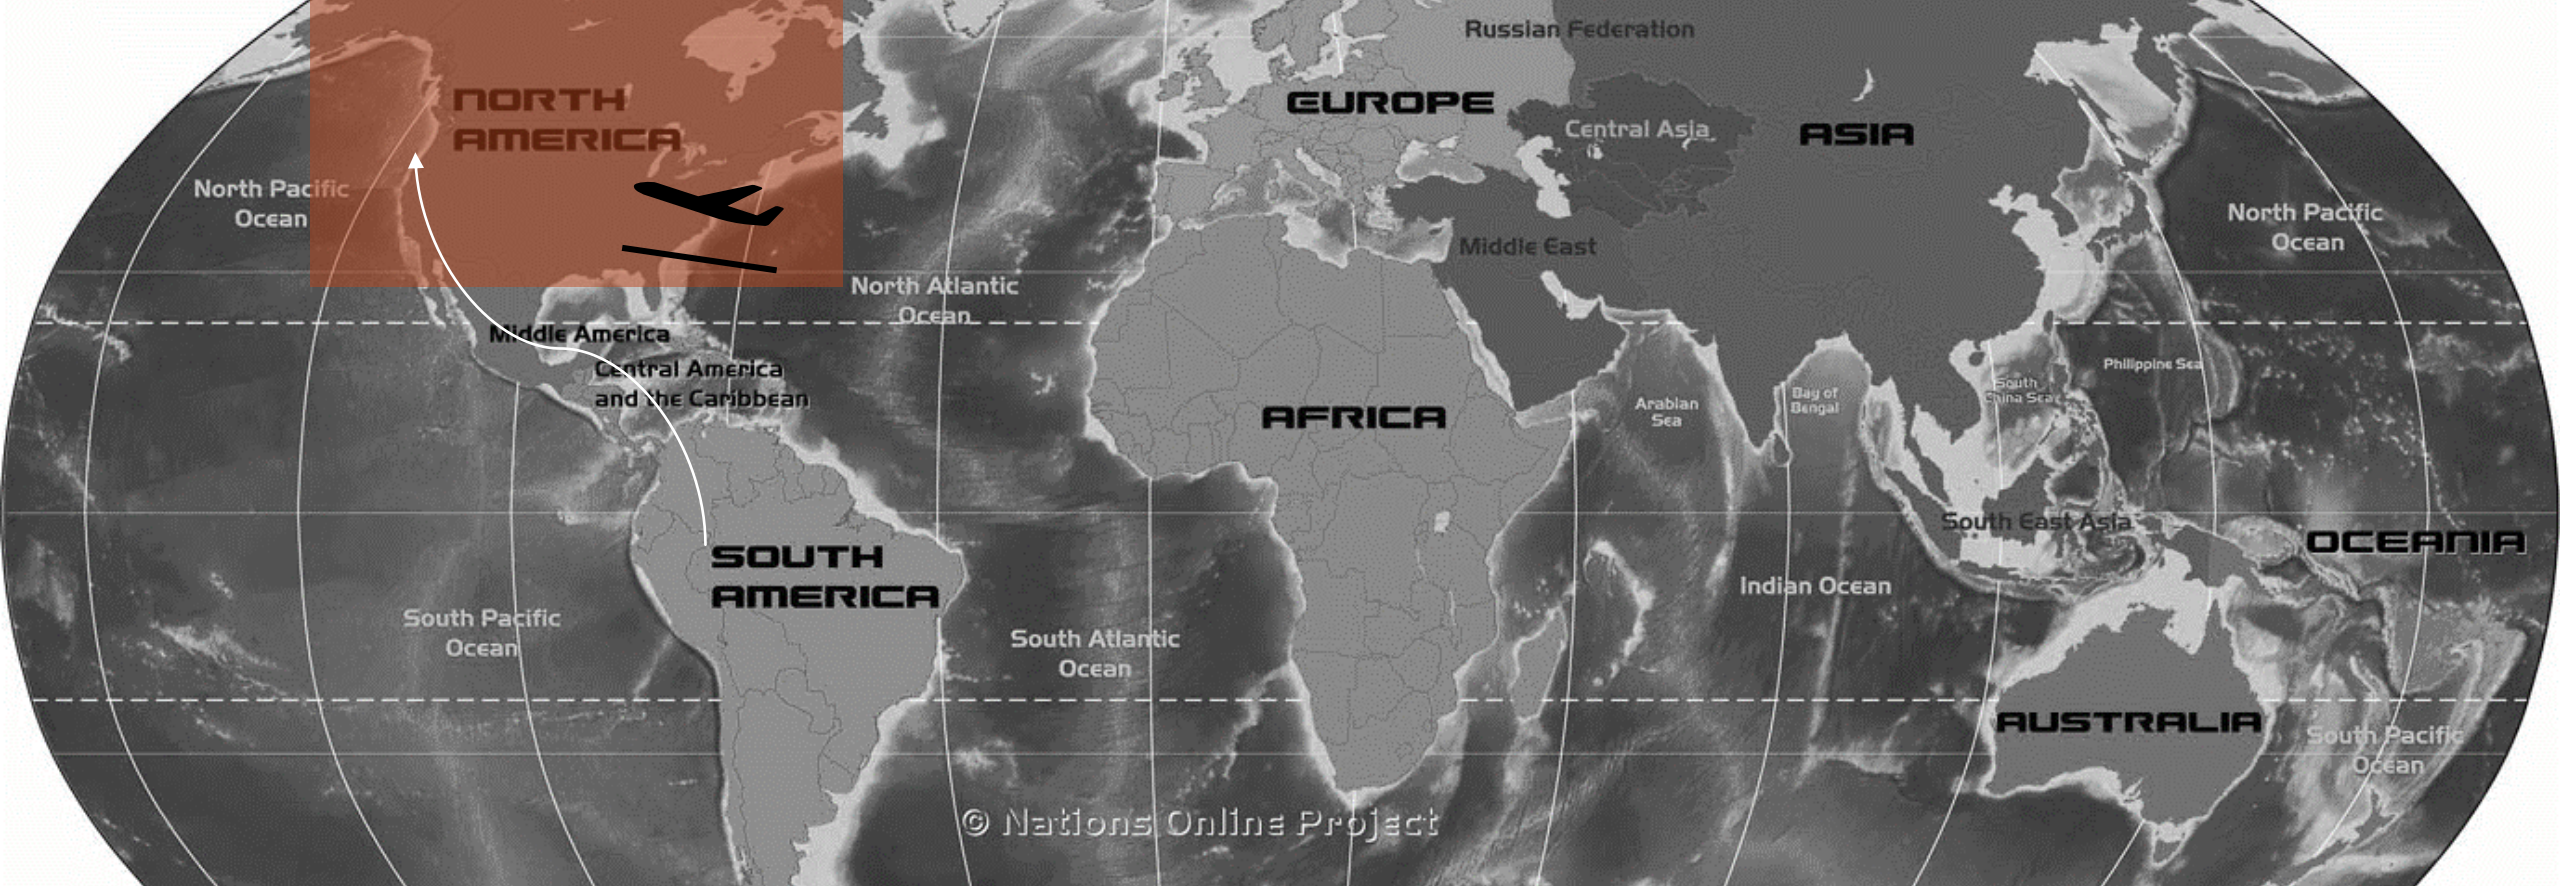 Russian Federation
NORTH
AMERICA
EUROPE
Central Asia
ASIA
North Pacific
Ocean
North Pacific
Ocean
Middle East
North Atlantic
Ocean
Middle America
Central America
and the Caribbean
Philippine Sea
South
China Sea
Bay of
Bengal
Arabian
Sea
AFRICA
South East Asia
OCEANIA
SOUTH
AMERICA
Indian Ocean
South Pacific
Ocean
South Atlantic
Ocean
AUSTRALIA
South Pacific
Ocean
© Nations Online Project